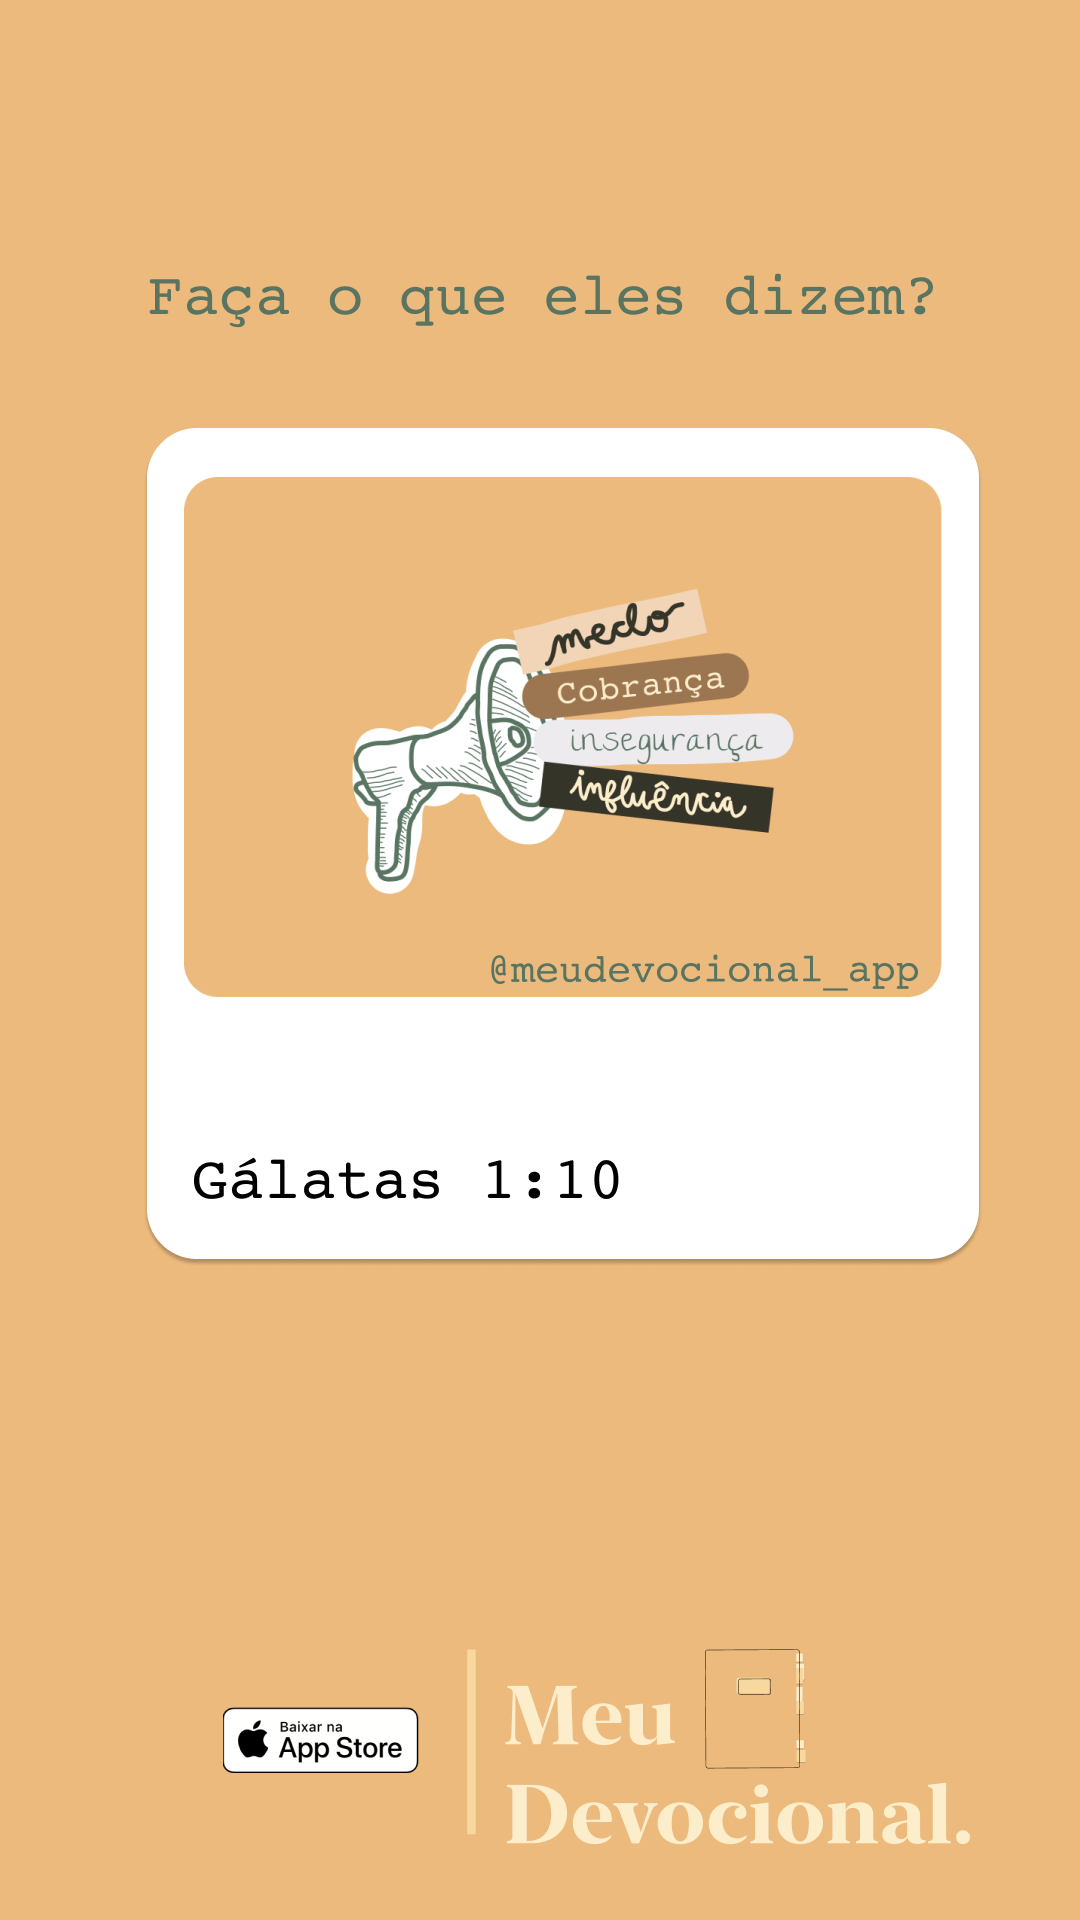 Faça o que eles dizem?
medo
Cobrança
insegurança
influência
@meudevocional_app
Gálatas 1:10
Baixar na
App Store
Meu
Devocional.